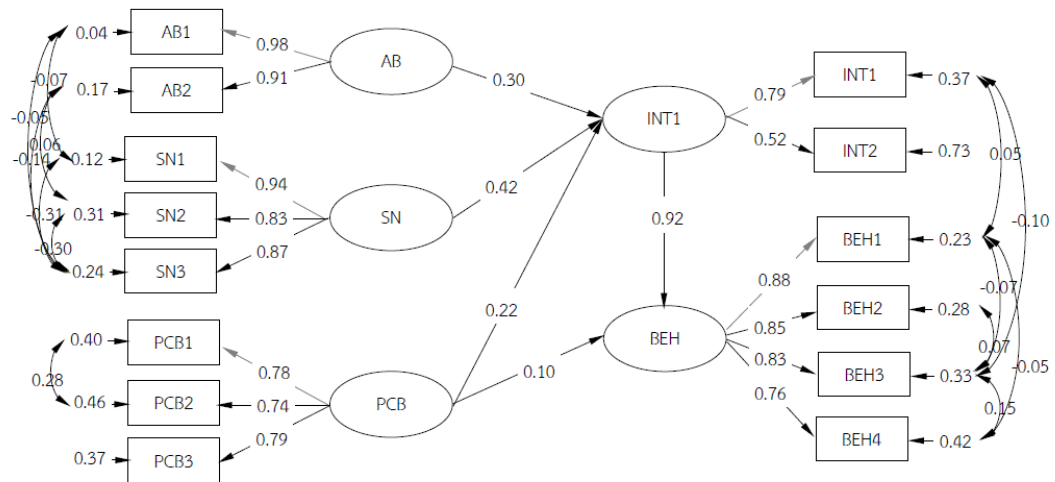 0.04
AB1
0.98
AB
-0.07
0.17
AB2
0.91
0.30
INT1
0.37
0.79
-0.05
INT1
0.52
INT2
0.73
0.06
-0.14
0.12
SN1
0.05
0.94
0.42
-0.31
0.31
SN2
0.83
SN
0.92
-0.10
BEH1
0.23
-0.30
0.87
0.24
SN3
0.88
-0.07
0.22
BEH2
0.28
0.85
0.40
PCB1
BEH
0.07
0.83
0.78
0.10
BEH3
0.33
-0.05
0.28
0.76
0.46
PCB2
0.74
PCB
0.15
0.79
BEH4
0.42
0.37
PCB3